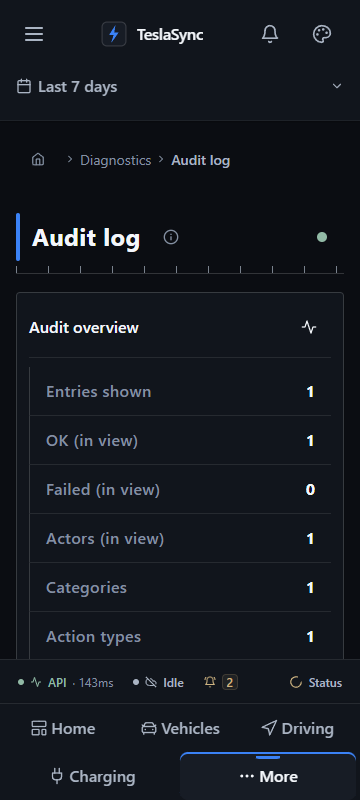 TeslaSync
Last 7 days
Diagnostics Audit log
Audit log
Audit overview
Entries shown 1
OK (in view) 1
Failed (in view) 0
Actors (in view) 1
Categories 1
Action types 1
API · 143ms Idle 2 Status
Home Vehicles Driving
Charging More